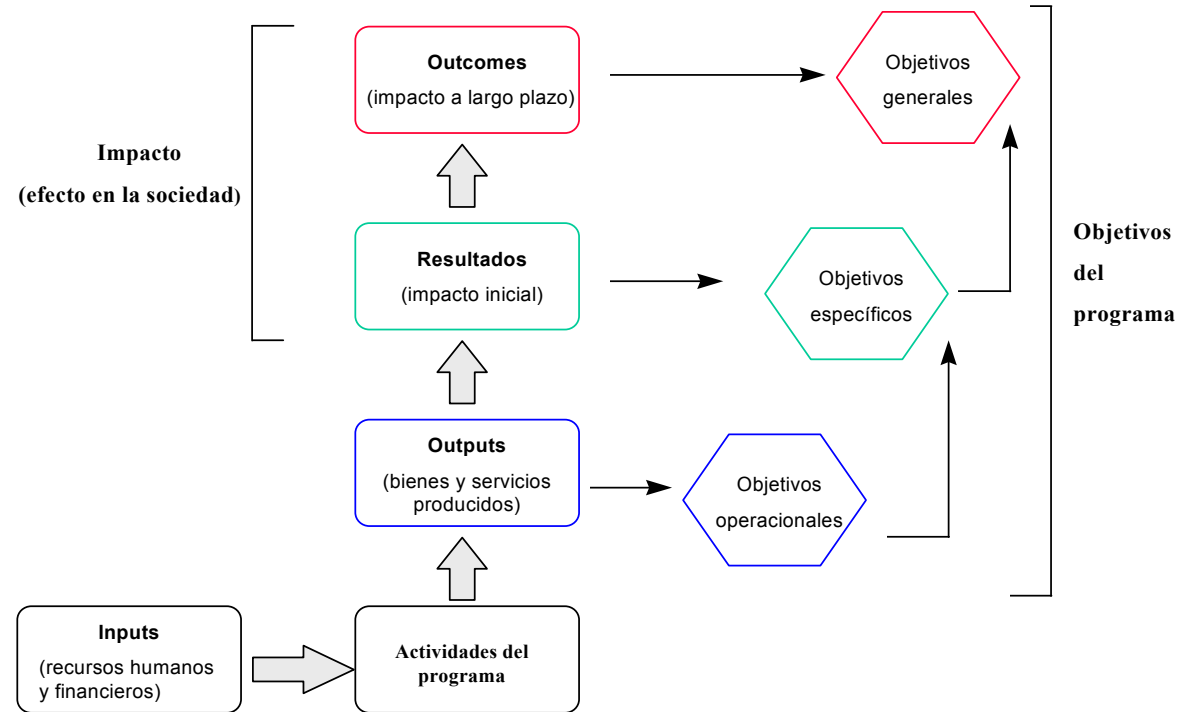 Outcomes
(impacto a largo plazo)
Objetivos
generales
Impacto
(efecto en la sociedad)
Resultados
(impacto inicial)
Objetivos
específicos
Objetivos
del
programa
Outputs
(bienes y servicios
producidos)
Objetivos
operacionales
Inputs
(recursos humanos
y financieros)
Actividades del
programa